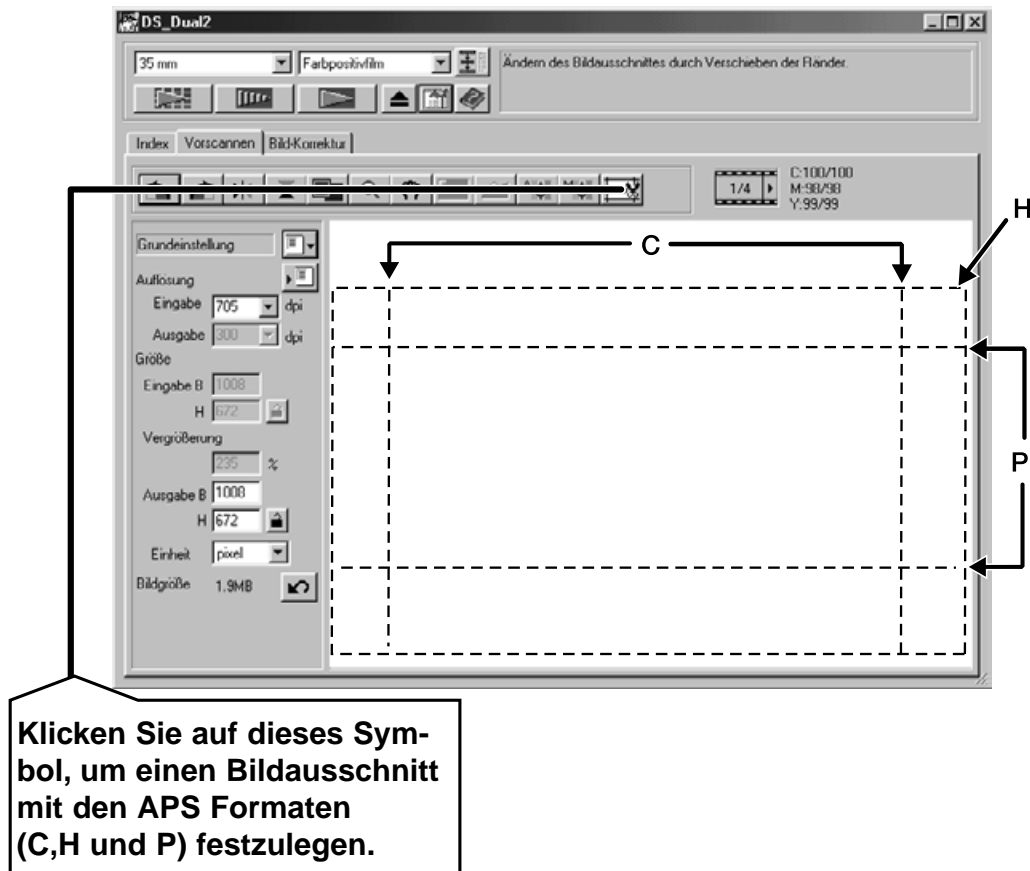 DS_Dual2
35 mm
Farbpositivfilm
Ändern des Bildausschnittes durch Verschieben der Ränder.
Index
Vorscannen
Bild-Korrektur
1/4
C:100/100
M:98/98
Y:99/99
Grundeinstellung
Auflösung
Eingabe 705 dpi
Ausgabe 300 dpi
Größe
Eingabe B 1008
H 672
Vergrößerung
235 %
Ausgabe B 1008
H 672
Einheit pixel
Bildgröße 1.9MB
C
H
P
Klicken Sie auf dieses Sym-
bol, um einen Bildausschnitt
mit den APS Formaten
(C,H und P) festzulegen.